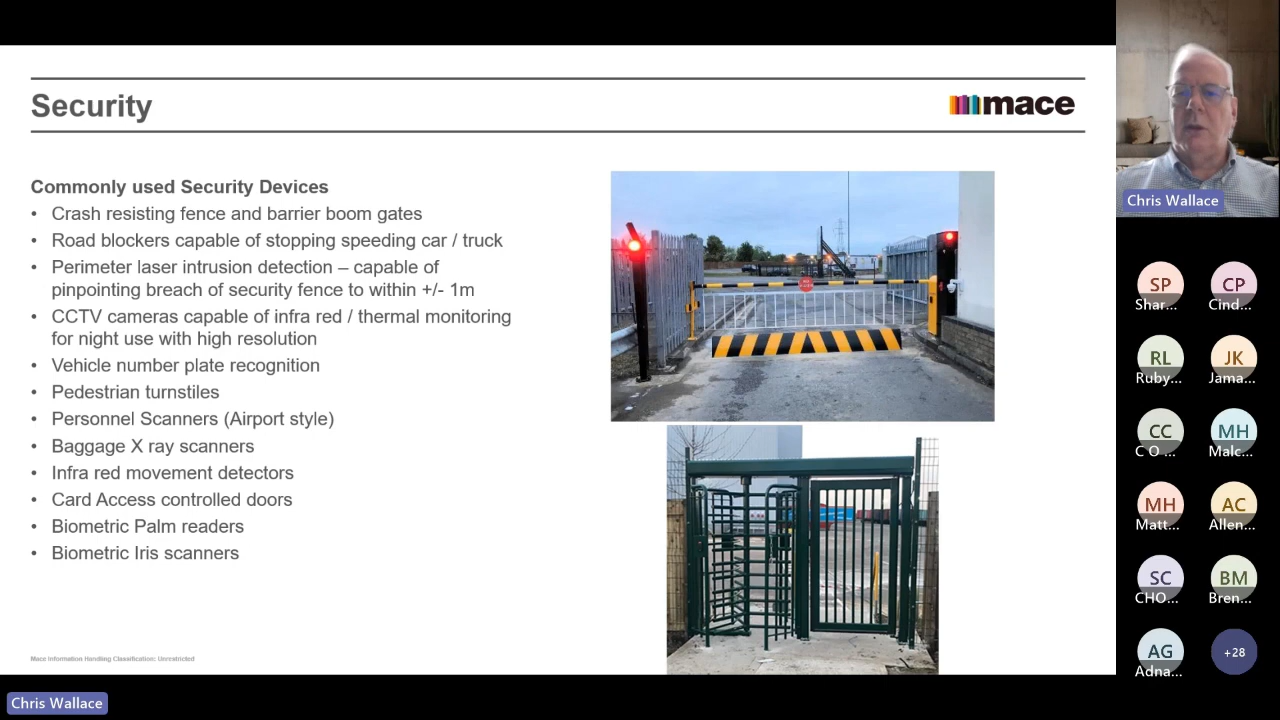 Security
mace
Commonly used Security Devices
• Crash resisting fence and barrier boom gates
• Road blockers capable of stopping speeding car / truck
• Perimeter laser intrusion detection – capable of
pinpointing breach of security fence to within +/- 1m
• CCTV cameras capable of infra red / thermal monitoring
for night use with high resolution
• Vehicle number plate recognition
• Pedestrian turnstiles
• Personnel Scanners (Airport style)
• Baggage X ray scanners
• Infra red movement detectors
• Card Access controlled doors
• Biometric Palm readers
• Biometric Iris scanners
Mace Information Handling Classification: Unrestricted
Chris Wallace
Chris Wallace
SP
Shar...
CP
Cind...
RL
Ruby...
JK
Jama...
CC
C O ...
MH
Malc...
MH
Matt...
AC
Allen...
SC
CHO...
BM
Bren...
AG
Adna...
+28